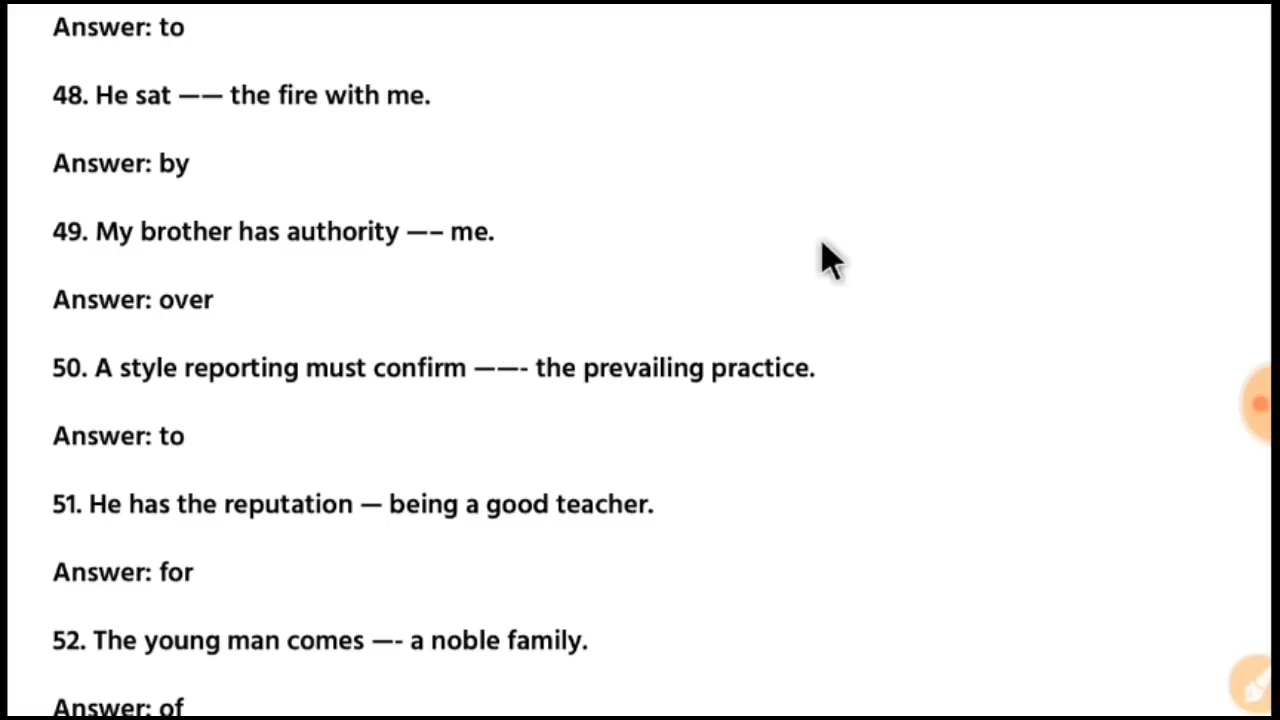 Answer: to
48. He sat —— the fire with me.
Answer: by
49. My brother has authority —– me.
Answer: over
50. A style reporting must confirm ——- the prevailing practice.
Answer: to
51. He has the reputation — being a good teacher.
Answer: for
52. The young man comes —- a noble family.
Answer: of